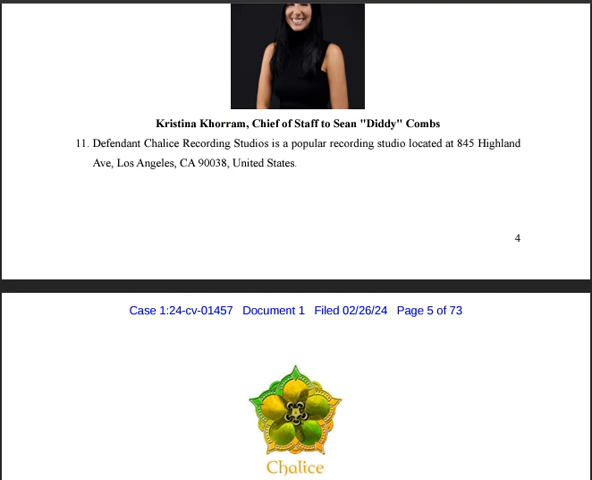 Kristina Khorram, Chief of Staff to Sean "Diddy" Combs
11. Defendant Chalice Recording Studios is a popular recording studio located at 845 Highland
Ave, Los Angeles, CA 90038, United States.
4
Case 1:24-cv-01457 Document 1 Filed 02/26/24 Page 5 of 73
Chalice